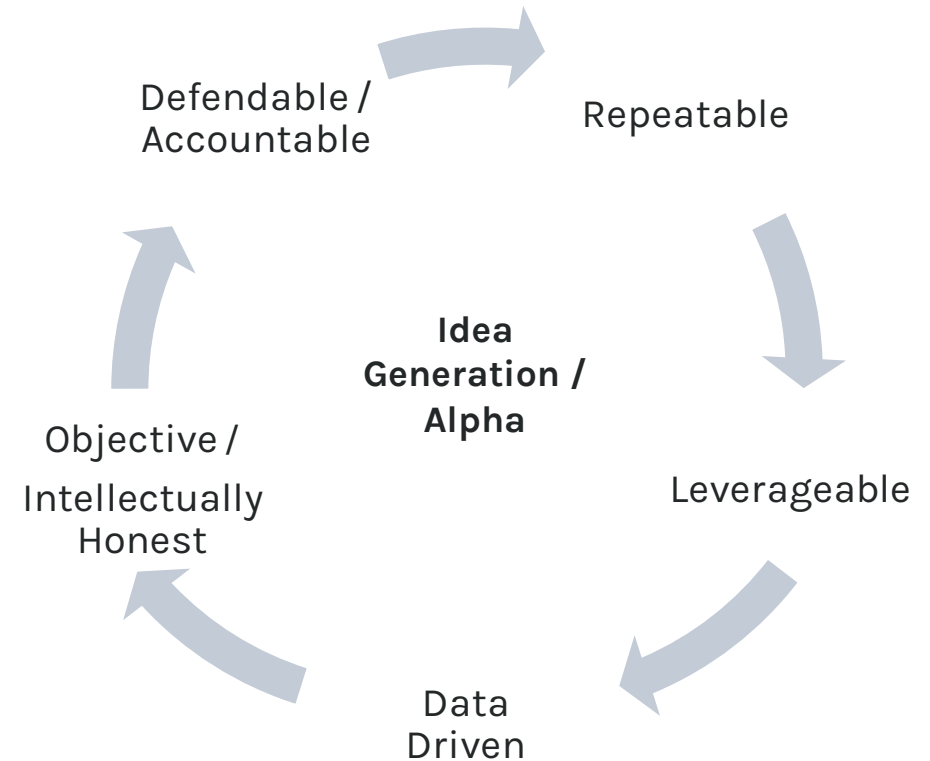 Defendable /
Accountable
Repeatable
Idea
Generation /
Alpha
Objective /
Intellectually
Honest
Leverageable
Data
Driven